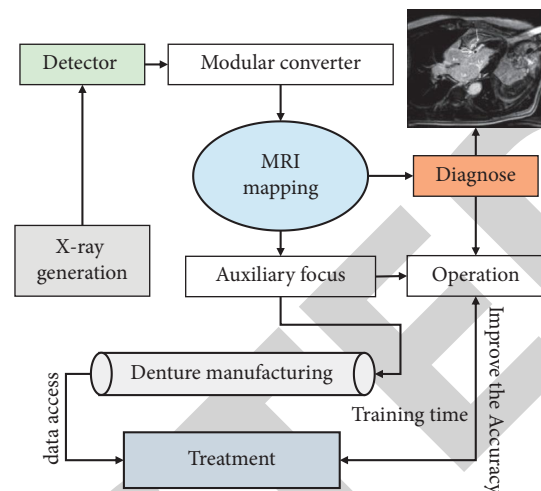 Detector
Modular converter
MRI
mapping
Diagnose
X-ray
generation
Auxiliary focus
Operation
Denture manufacturing
data access
Training time
Improve the Accuracy
Treatment